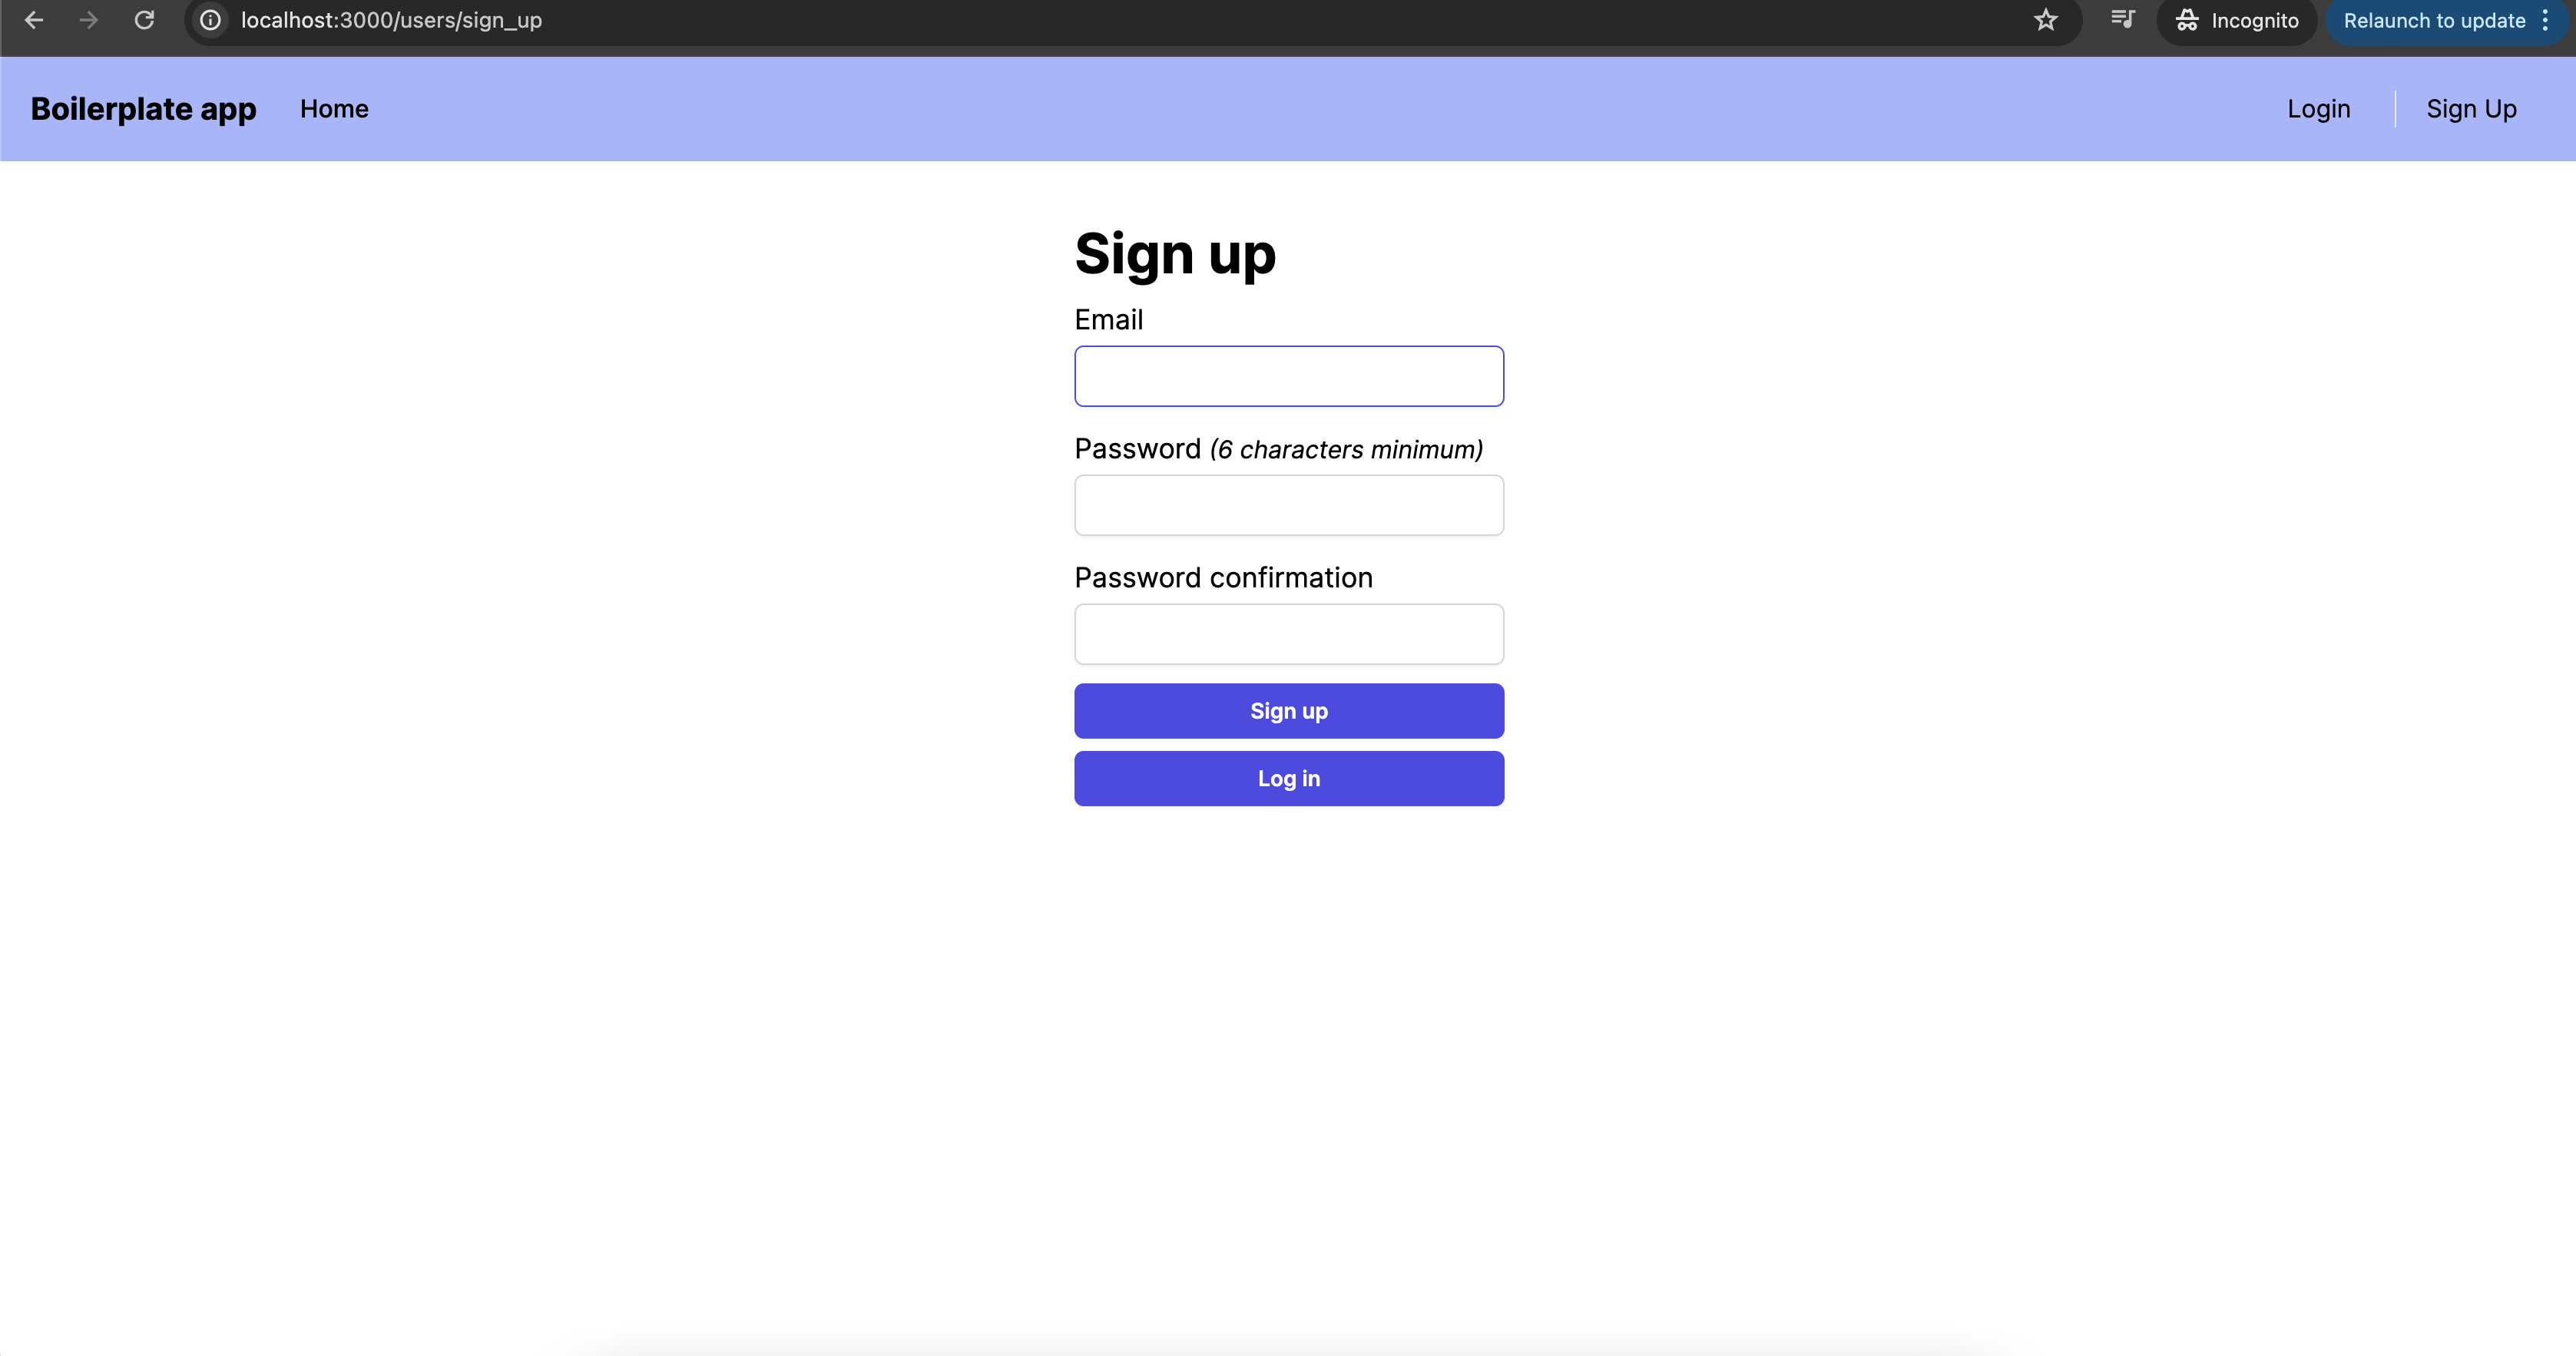 localhost:3000/users/sign_up
Incognito
Relaunch to update
Boilerplate app
Home
Login
Sign Up
Sign up
Email
Password (6 characters minimum)
Password confirmation
Sign up
Log in